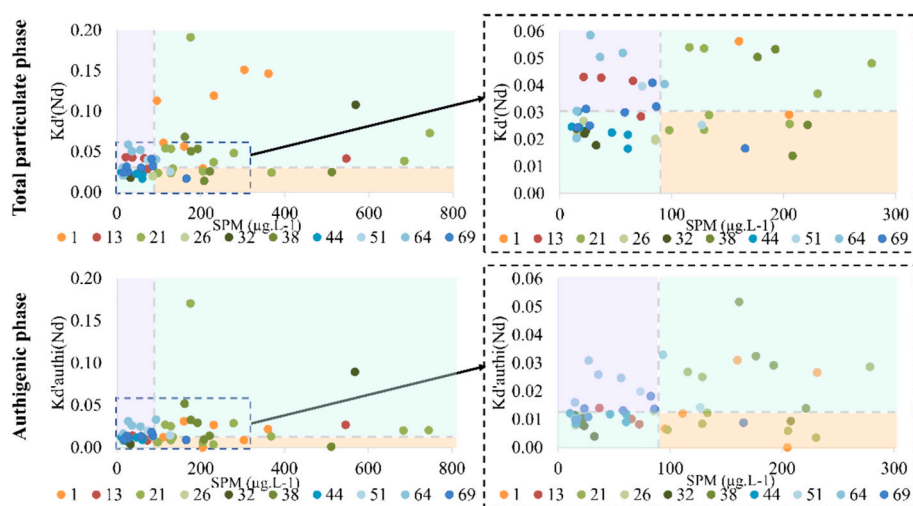 Total particulate phase
Kd'(Nd)
0.20
0.15
0.10
0.05
0.00
0 200 400 600 800
SPM (µg.L-1)
1 13 21 26 32 38 44 51 64 69
Kd'(Nd)
0.06
0.05
0.04
0.03
0.02
0.01
0.00
0 100 200 300
SPM (µg.L-1)
1 13 21 26 32 38 44 51 64 69
Authigenic phase
Kd'authi(Nd)
0.20
0.15
0.10
0.05
0.00
0 200 400 600 800
SPM (µg.L-1)
1 13 21 26 32 38 44 51 64 69
Kd'authi(Nd)
0.06
0.05
0.04
0.03
0.02
0.01
0.00
0 100 200 300
SPM (µg.L-1)
1 13 21 26 32 38 44 51 64 69